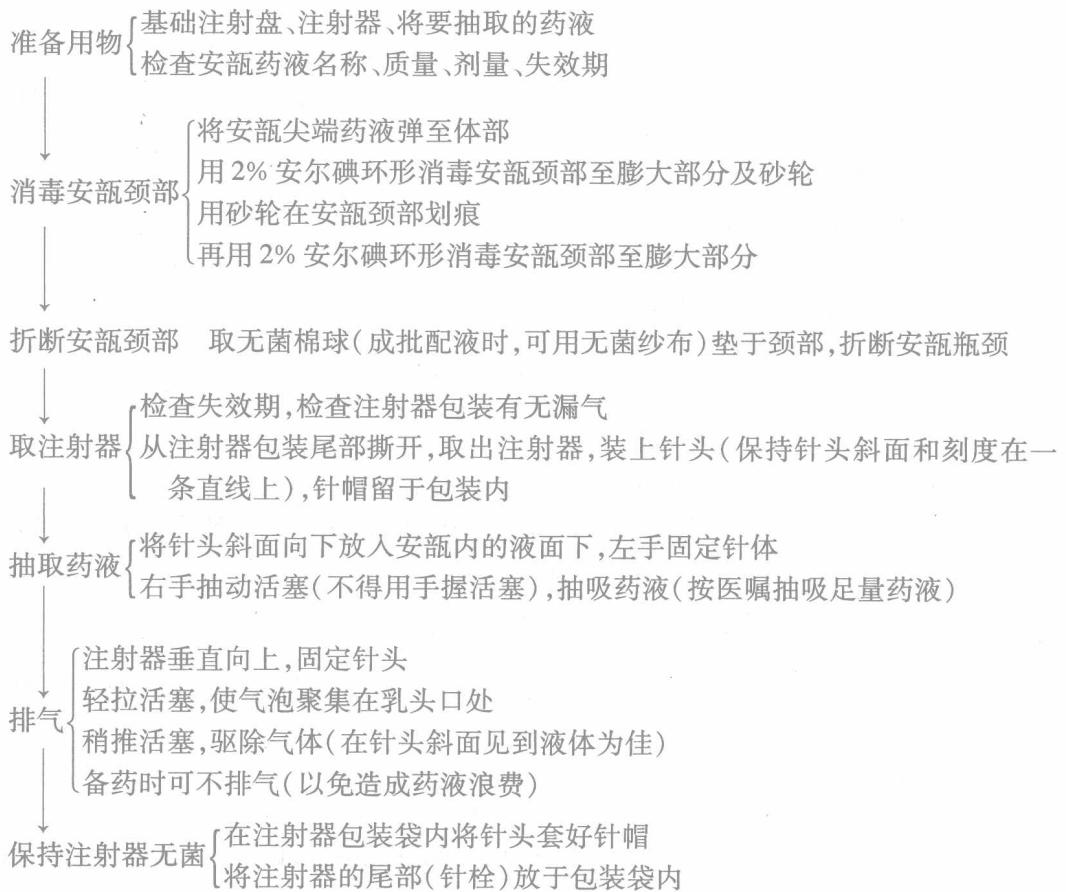 准备用物
基础注射盘、注射器、将要抽取的药液
检查安瓿药液名称、质量、剂量、失效期
消毒安瓿颈部
将安瓿尖端药液弹至体部
用2%安尔碘环形消毒安瓿颈部至膨大部分及砂轮
用砂轮在安瓿颈部划痕
再用2%安尔碘环形消毒安瓿颈部至膨大部分
折断安瓿颈部 取无菌棉球(成批配液时,可用无菌纱布)垫于颈部,折断安瓿瓶颈
取注射器
检查失效期,检查注射器包装有无漏气
从注射器包装尾部撕开,取出注射器,装上针头(保持针头斜面和刻度在一
条直线上),针帽留于包装内
抽取药液
将针头斜面向下放入安瓿内的液面下,左手固定针体
右手抽动活塞(不得用手握活塞),抽吸药液(按医嘱抽吸足量药液)
排气
注射器垂直向上,固定针头
轻拉活塞,使气泡聚集在乳头口处
稍推活塞,驱除气体(在针头斜面见到液体为佳)
备药时可不排气(以免造成药液浪费)
保持注射器无菌
在注射器包装袋内将针头套好针帽
将注射器的尾部(针栓)放于包装袋内